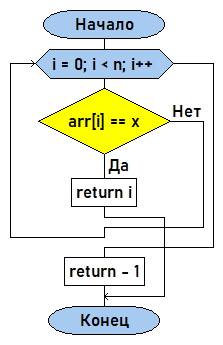 Начало
i = 0; i < n; i++
arr[i] == x
Нет
Да
return i
return - 1
Конец